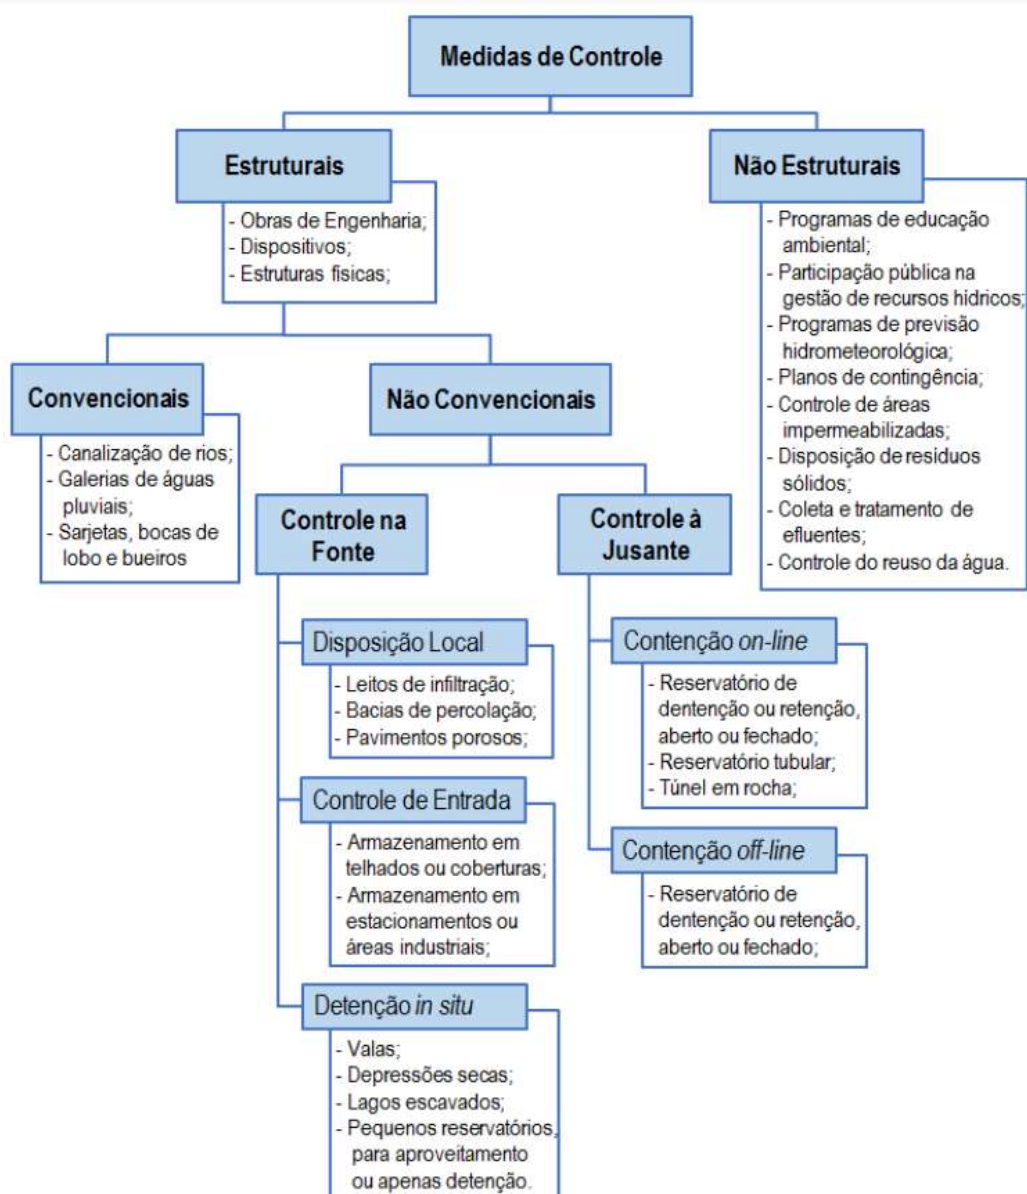 Medidas de Controle
Estruturais
- Obras de Engenharia;
- Dispositivos;
- Estruturas físicas;
Não Estruturais
- Programas de educação
ambiental;
- Participação pública na
gestão de recursos hídricos;
- Programas de previsão
hidrometeorológica;
- Planos de contingência;
- Controle de áreas
impermeabilizadas;
- Disposição de resíduos
sólidos;
- Coleta e tratamento de
efluentes;
- Controle do reuso da água.
Convencionais
- Canalização de rios;
- Galerias de águas
pluviais;
- Sarjetas, bocas de
lobo e bueiros
Não Convencionais
Controle na
Fonte
Disposição Local
- Leitos de infiltração;
- Bacias de percolação;
- Pavimentos porosos;
Controle de Entrada
- Armazenamento em
telhados ou coberturas;
- Armazenamento em
estacionamentos ou
áreas industriais;
Detenção in situ
- Valas;
- Depressões secas;
- Lagos escavados;
- Pequenos reservatórios,
para aproveitamento
ou apenas detenção.
Controle à
Jusante
Contenção on-line
- Reservatório de
dentenção ou retenção,
aberto ou fechado;
- Reservatório tubular;
- Túnel em rocha;
Contenção off-line
- Reservatório de
dentenção ou retenção,
aberto ou fechado;